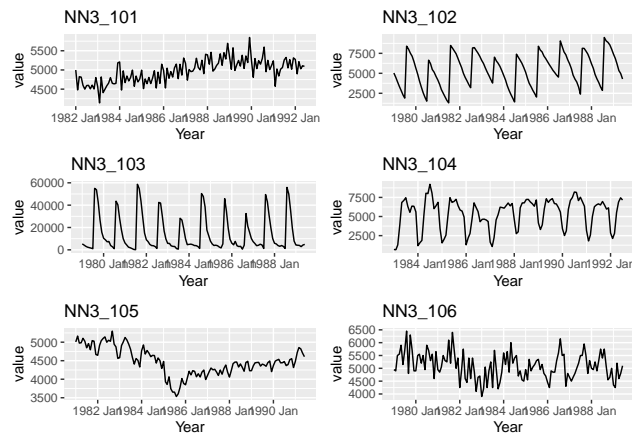 NN3_101
value
5500
5000
4500
1982 Jan 1984 Jan 1986 Jan 1988 Jan 1990 Jan 1992 Jan
Year
NN3_102
value
7500
5000
2500
1980 Jan 1982 Jan 1984 Jan 1986 Jan 1988 Jan
Year
NN3_103
value
60000
40000
20000
0
1980 Jan 1982 Jan 1984 Jan 1986 Jan 1988 Jan
Year
NN3_104
value
7500
5000
2500
1984 Jan 1986 Jan 1988 Jan 1990 Jan 1992 Jan
Year
NN3_105
value
5000
4500
4000
3500
1982 Jan 1984 Jan 1986 Jan 1988 Jan 1990 Jan
Year
NN3_106
value
6500
6000
5500
5000
4500
4000
1980 Jan 1982 Jan 1984 Jan 1986 Jan 1988 Jan
Year